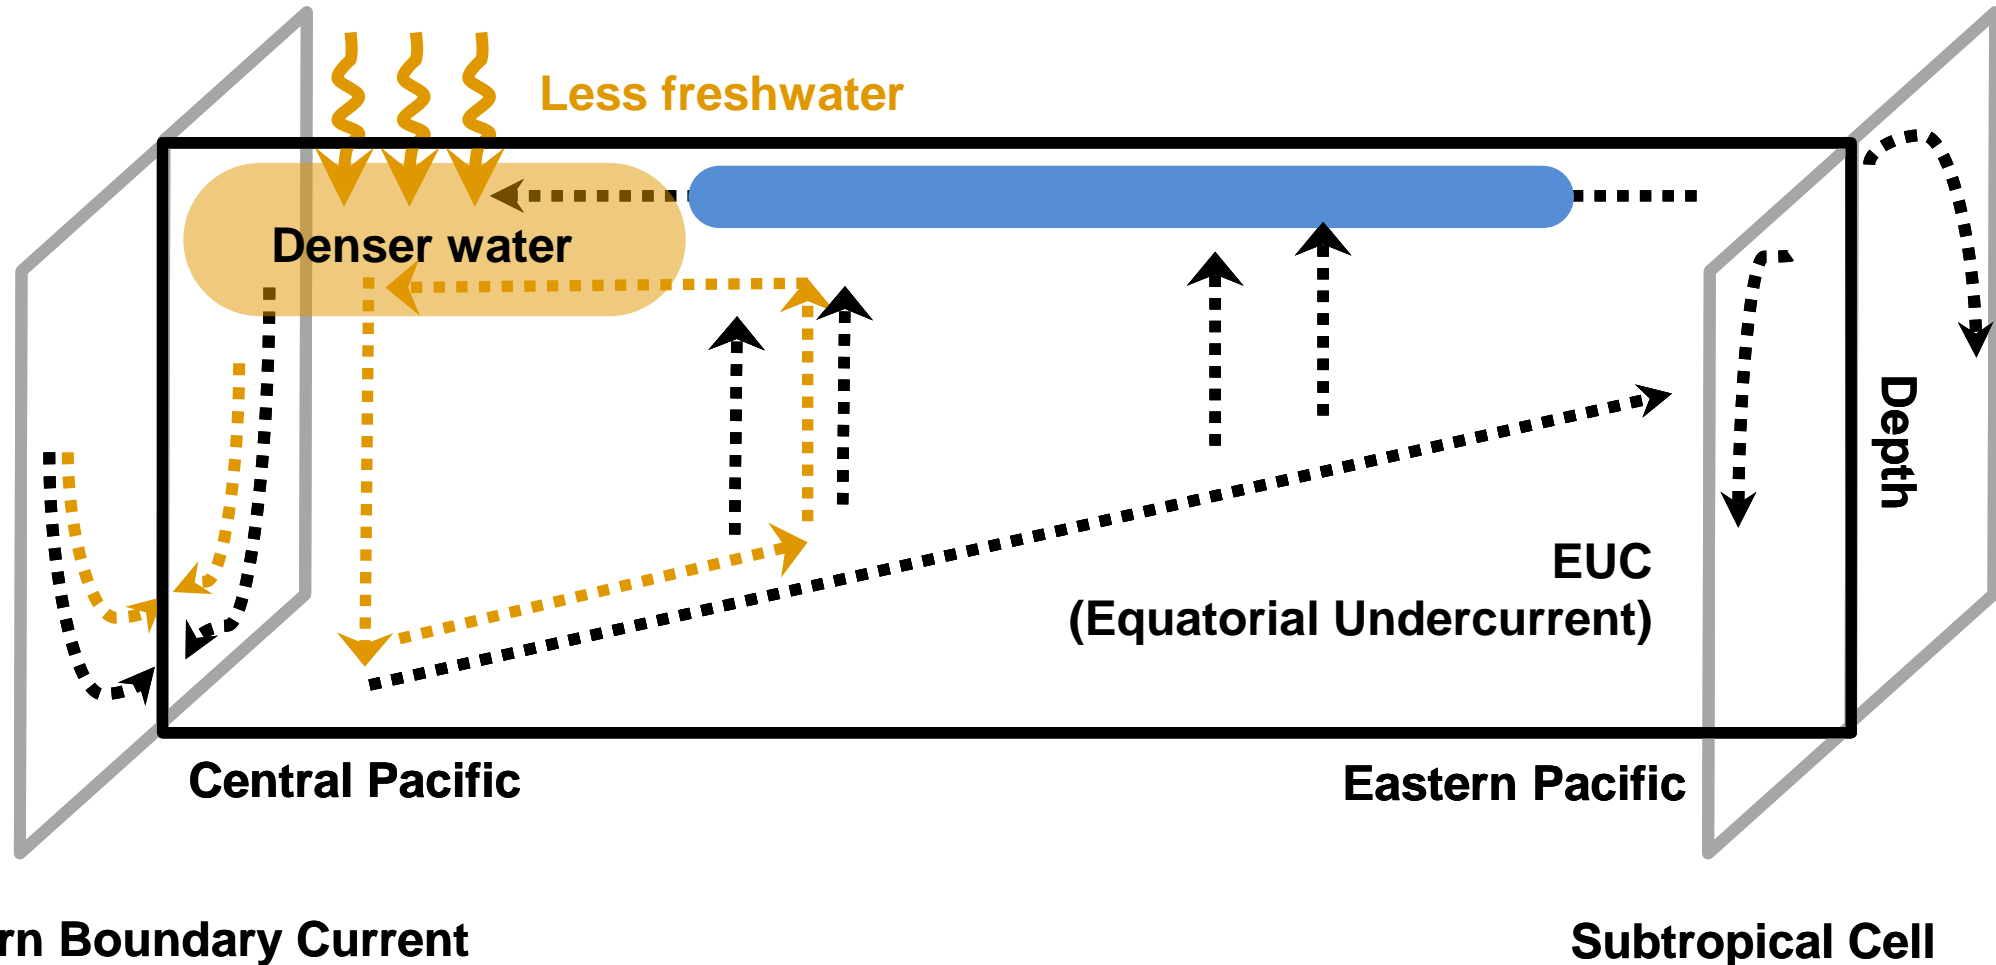 Less freshwater
Denser water
Depth
EUC
(Equatorial Undercurrent)
Central Pacific
Eastern Pacific
rn Boundary Current
Subtropical Cell